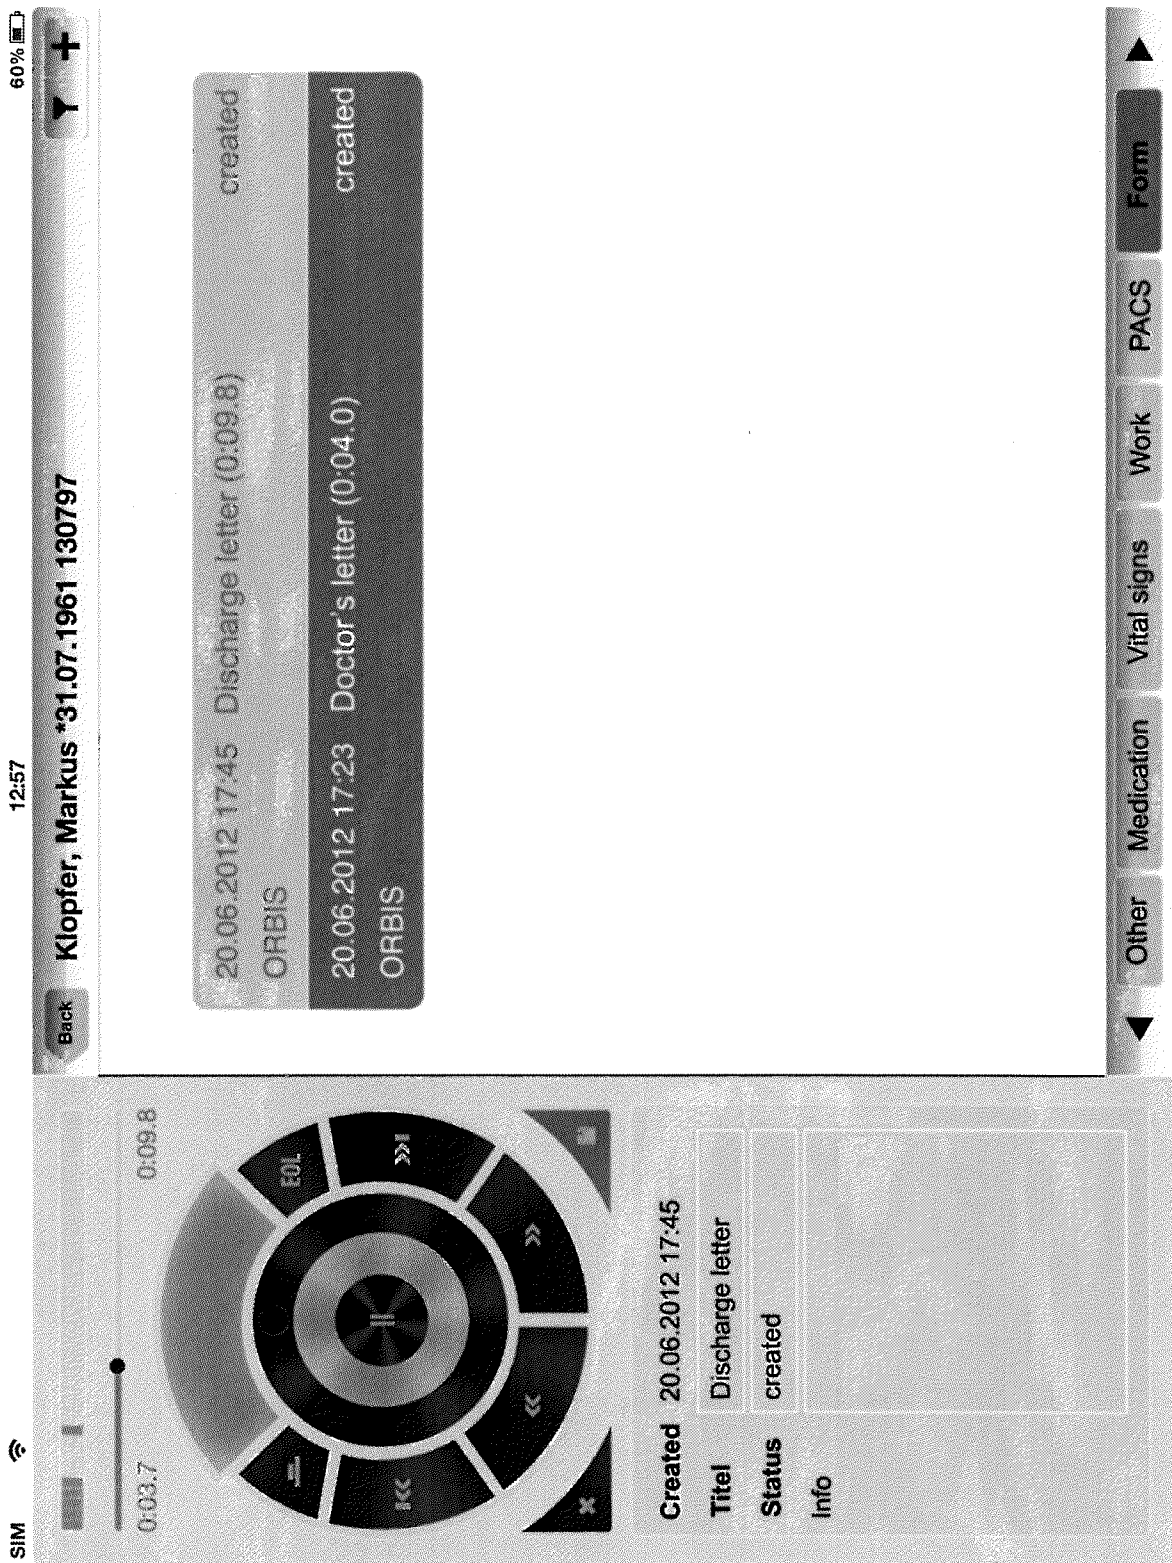 SIM 12:57 60%
Back Klopfer, Markus *31.07.1961 130797
0:03.7 0:09.8
EOL
Created 20.06.2012 17:45
Titel Discharge letter
Status created
Info
20.06.2012 17:45 Discharge letter (0:09.8) created
ORBIS
20.06.2012 17:23 Doctor's letter (0:04.0) created
ORBIS
Other Medication Vital signs Work PACS Form